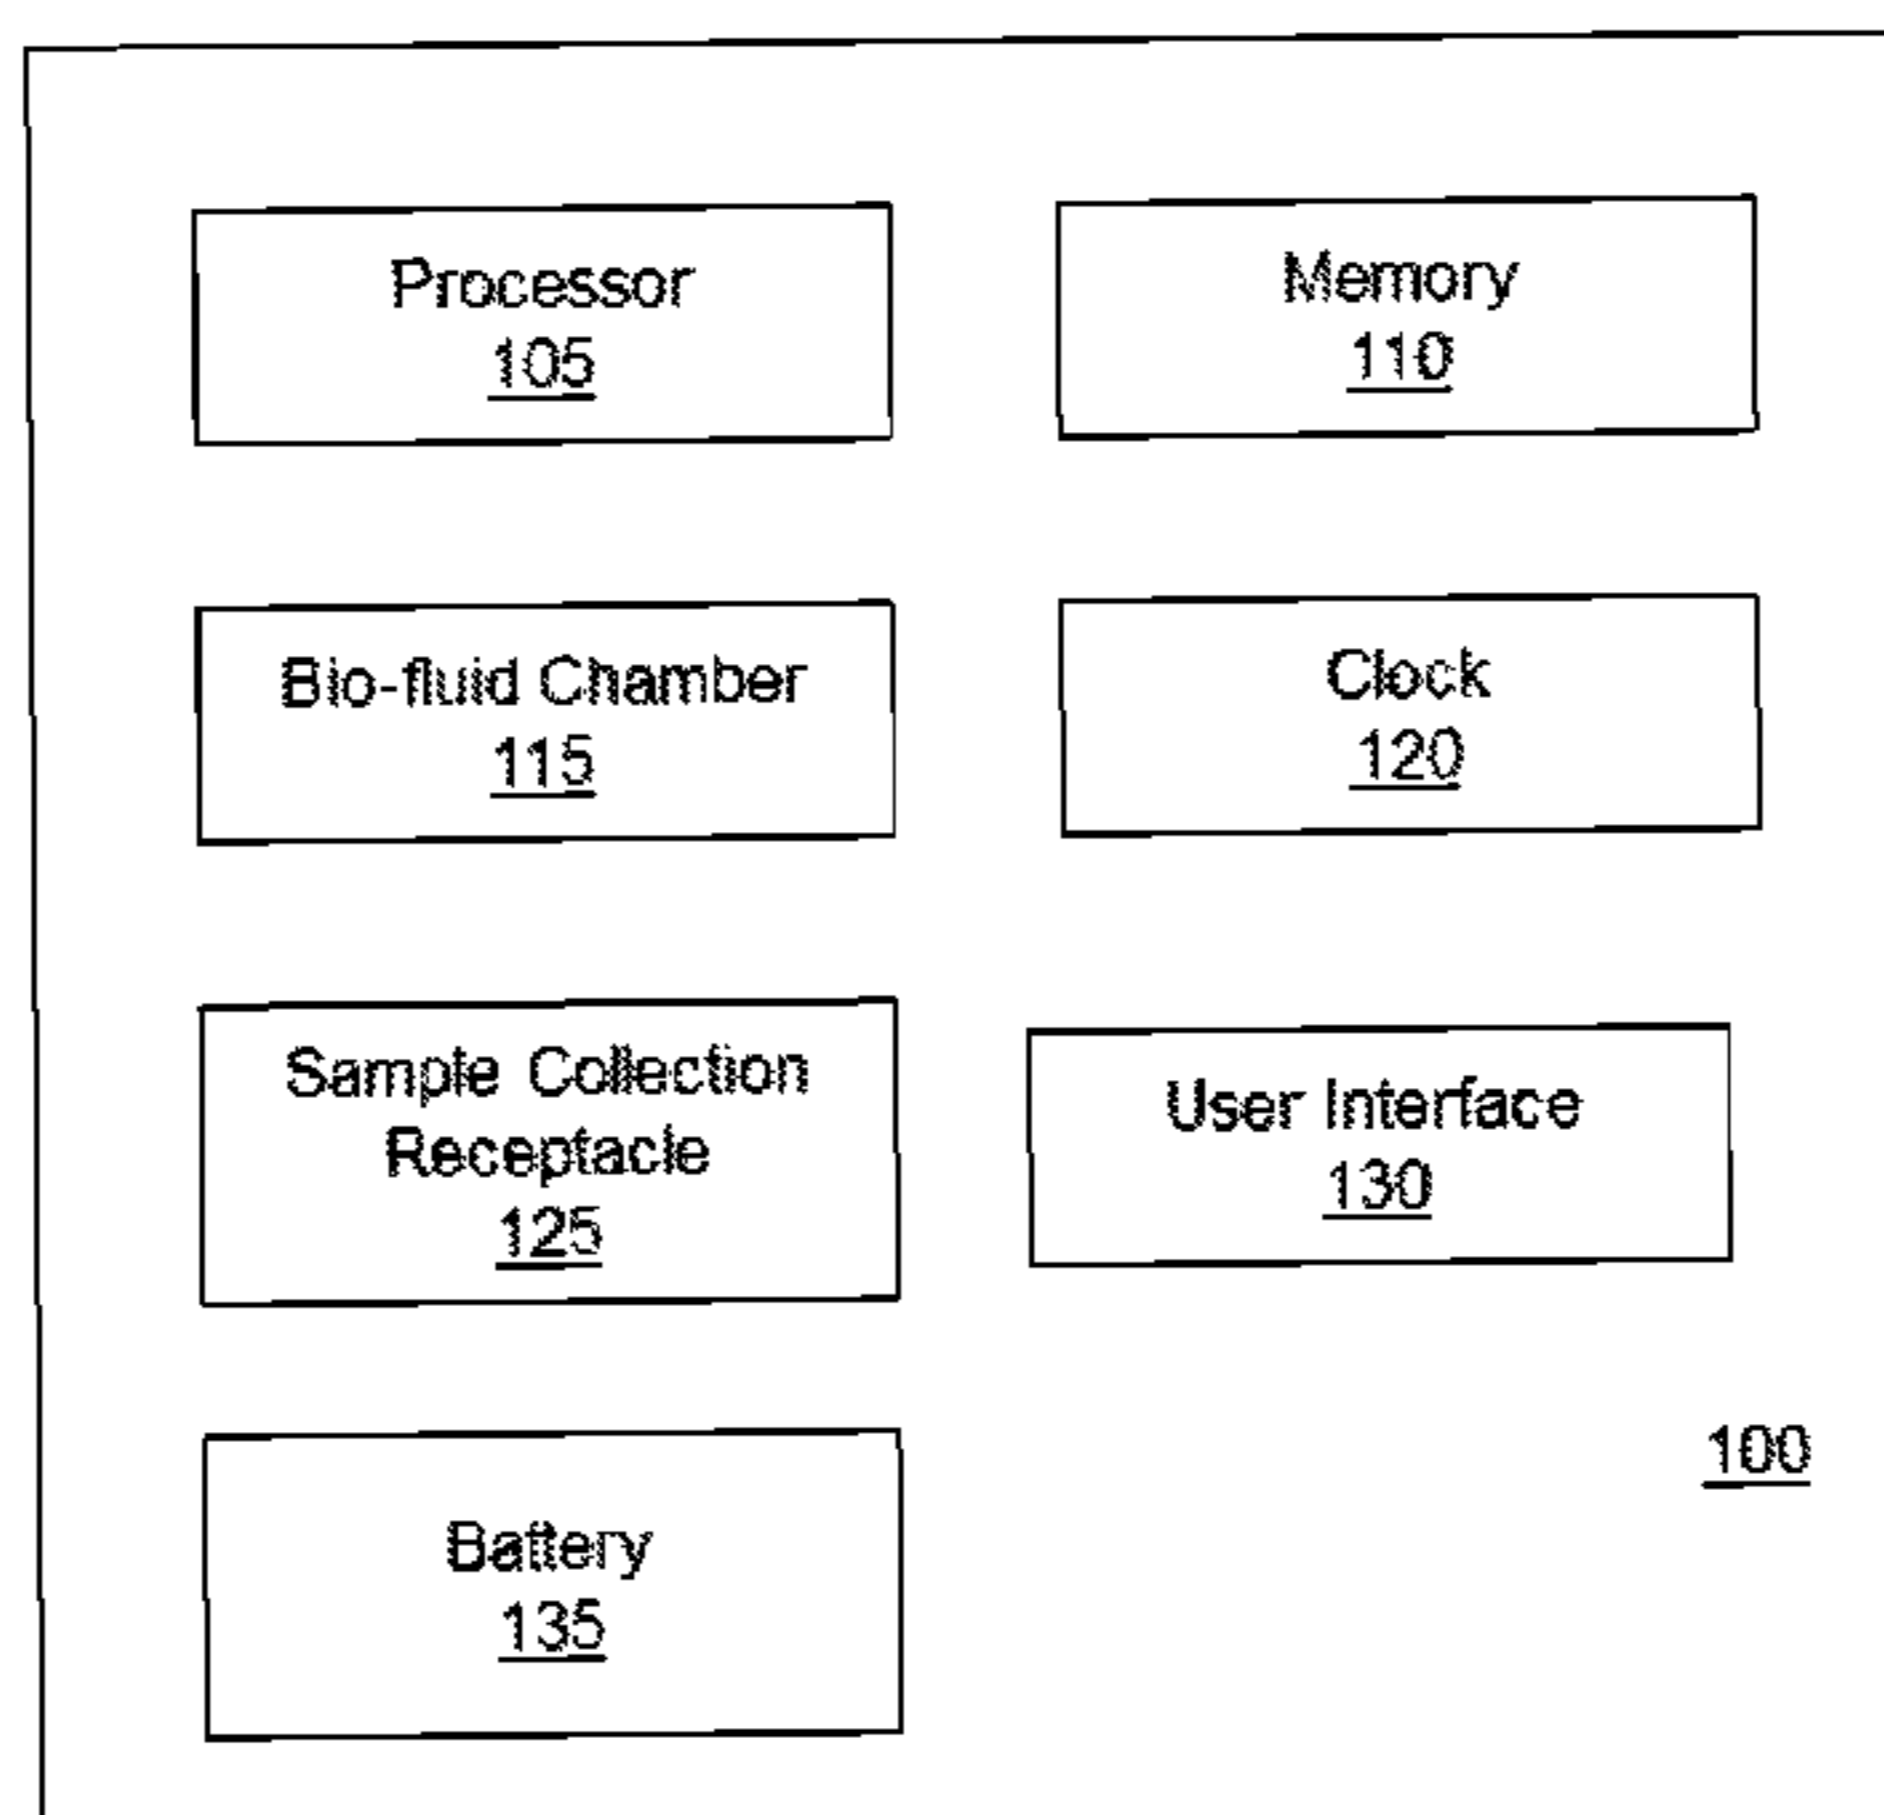 Processor
105
Memory
110
Bio-fluid Chamber
115
Clock
120
Sample Collection
Receptacle
125
User Interface
130
100
Battery
135